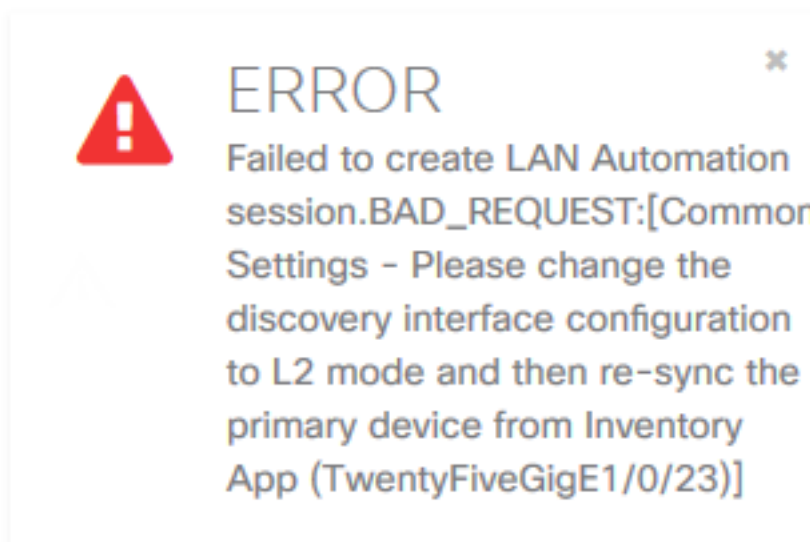 ERROR
Failed to create LAN Automation
session.BAD_REQUEST:[Common
Settings - Please change the
discovery interface configuration
to L2 mode and then re-sync the
primary device from Inventory
App (TwentyFiveGigE1/0/23)]